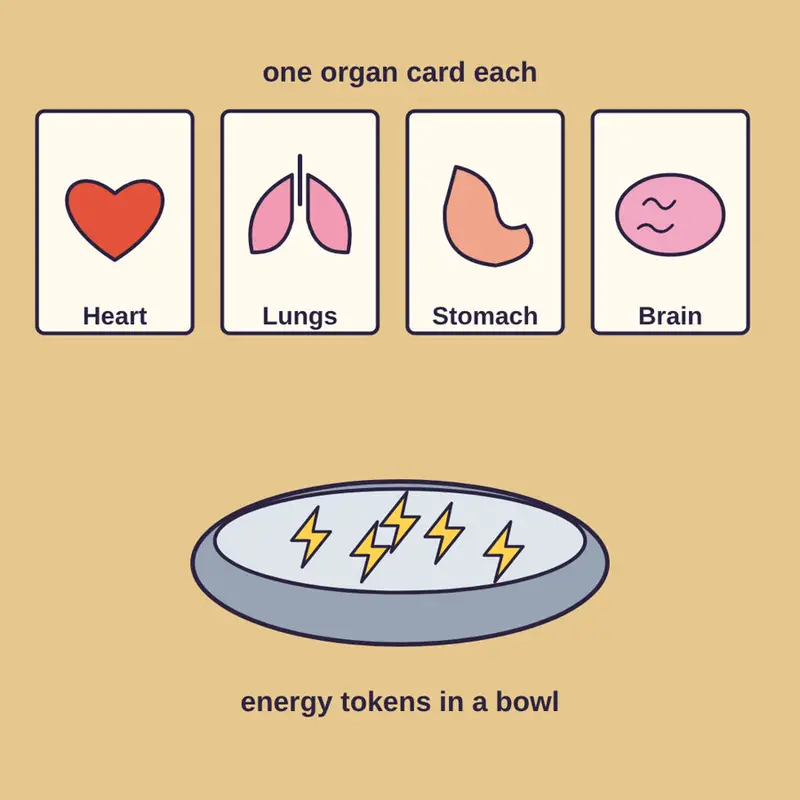 one organ card each
Heart
Lungs
Stomach
Brain
energy tokens in a bowl